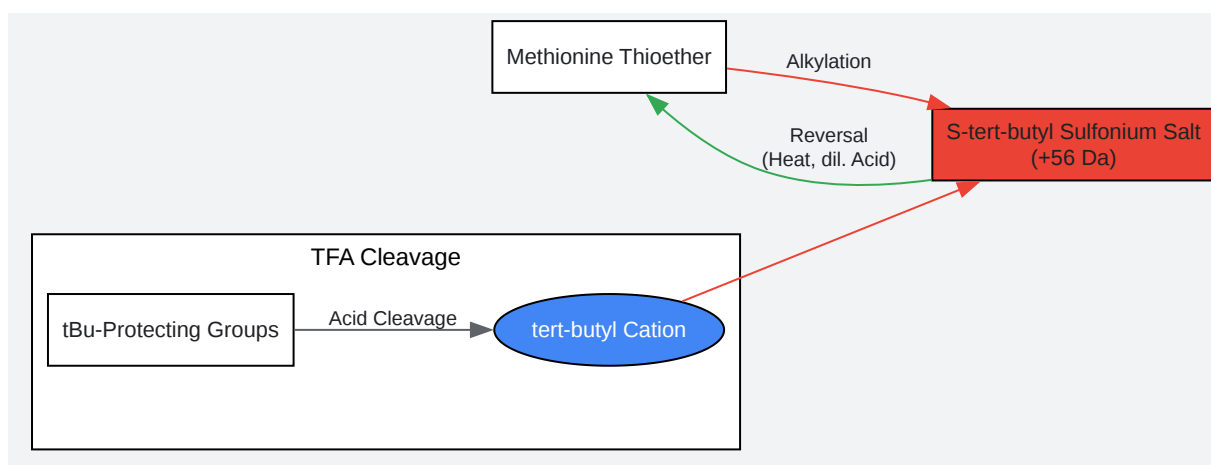 Methionine Thioether
Alkylation
S-tert-butyl Sulfonium Salt
(+56 Da)
Reversal
(Heat, dil. Acid)
TFA Cleavage
tBu-Protecting Groups
Acid Cleavage
tert-butyl Cation